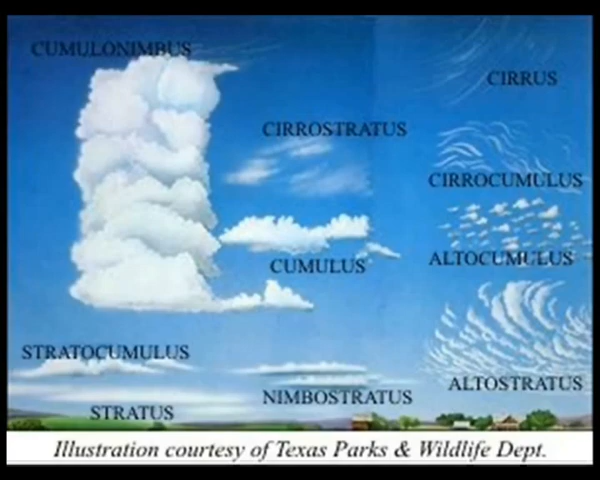 CUMULONIMBUS
CIRRUS
CIRROSTRATUS
CIRROCUMULUS
ALTOCUMULUS
CUMULUS
STRATOCUMULUS
ALTOSTRATUS
NIMBOSTRATUS
STRATUS
Illustration courtesy of Texas Parks & Wildlife Dept.